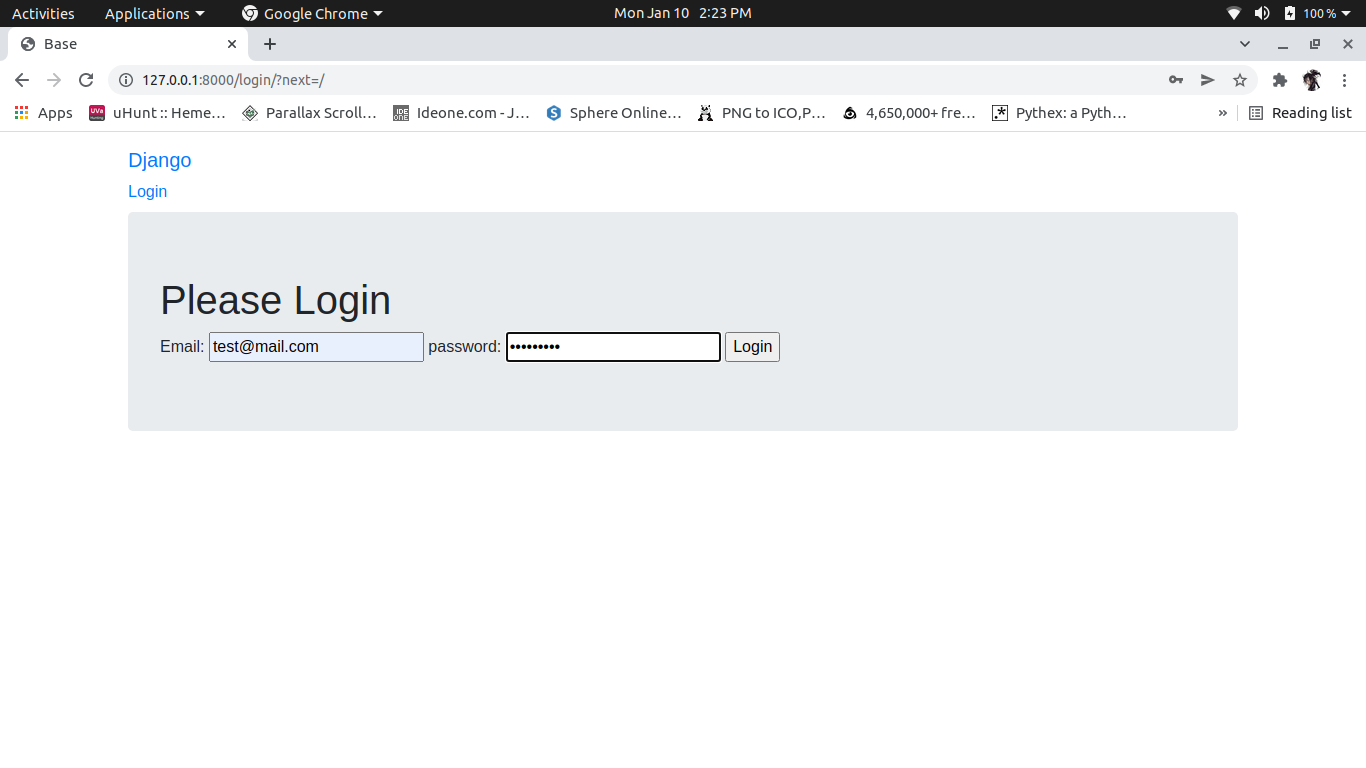 Activities Applications Google Chrome Mon Jan 10 2:23 PM 100 %
Base
127.0.0.1:8000/login/?next=/
Apps uHunt :: Heme… Parallax Scroll… Ideone.com - J… Sphere Online… PNG to ICO,P… 4,650,000+ fre… Pythex: a Pyth… » Reading list
Django
Login
Please Login
Email: test@mail.com password: ••••••••• Login